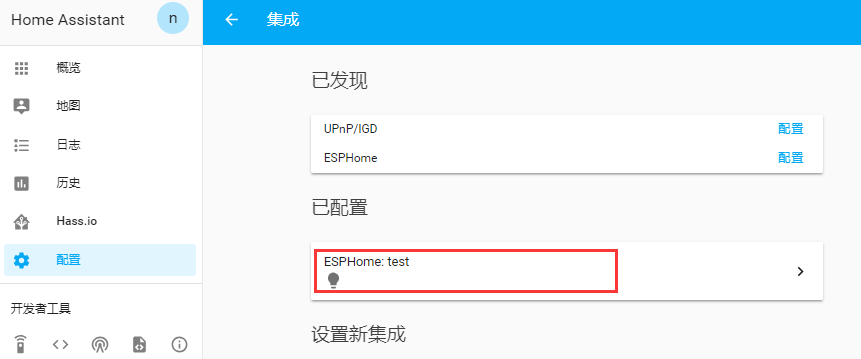 Home Assistant
n
集成
概览
地图
日志
历史
Hass.io
配置
开发者工具
已发现
UPnP/IGD 配置
ESPHome 配置
已配置
ESPHome: test
设置新集成